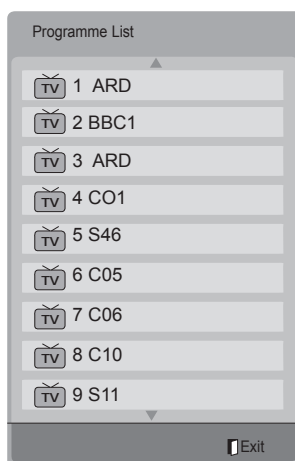 Programme List
TV 1 ARD
TV 2 BBC1
TV 3 ARD
TV 4 CO1
TV 5 S46
TV 6 C05
TV 7 C06
TV 8 C10
TV 9 S11
Exit